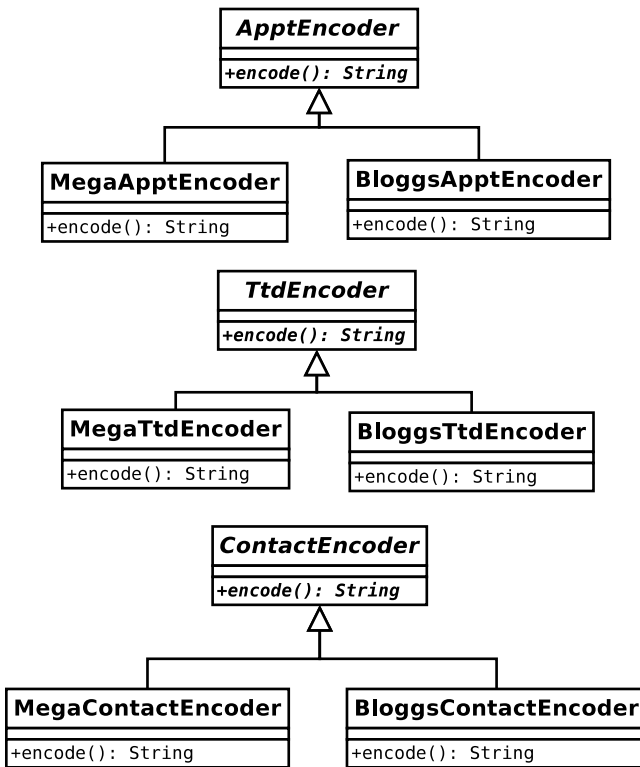 ApptEncoder
+encode(): String
MegaApptEncoder
+encode(): String
BloggsApptEncoder
+encode(): String
TtdEncoder
+encode(): String
MegaTtdEncoder
+encode(): String
BloggsTtdEncoder
+encode(): String
ContactEncoder
+encode(): String
MegaContactEncoder
+encode(): String
BloggsContactEncoder
+encode(): String